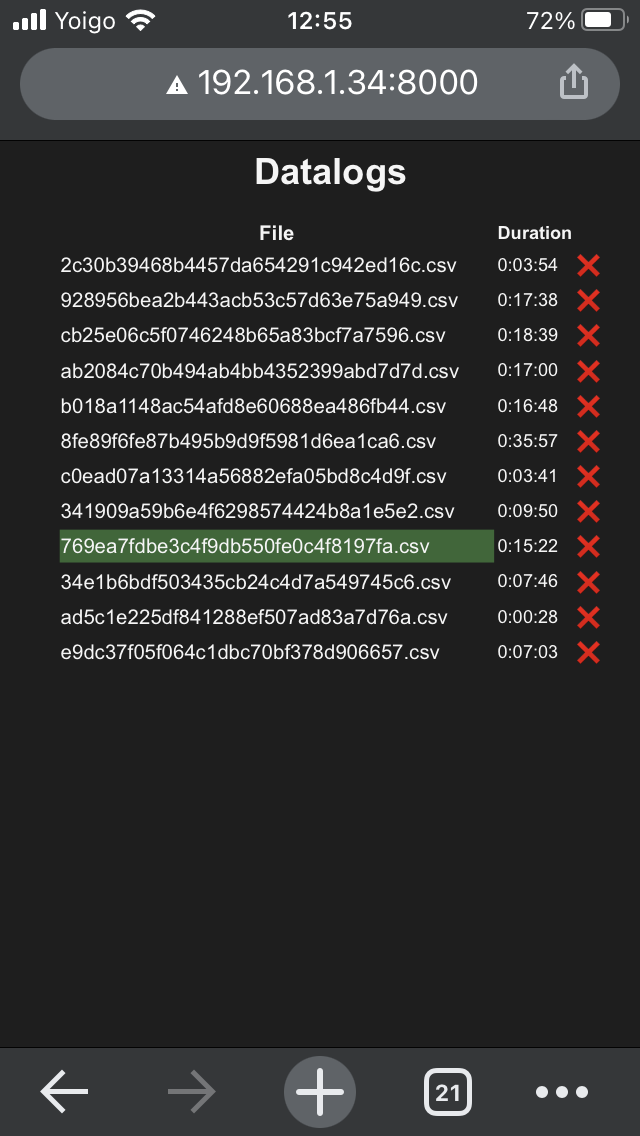 Yoigo 12:55 72%
192.168.1.34:8000
Datalogs
File Duration
2c30b39468b4457da654291c942ed16c.csv 0:03:54
928956bea2b443acb53c57d63e75a949.csv 0:17:38
cb25e06c5f0746248b65a83bcf7a7596.csv 0:18:39
ab2084c70b494ab4bb4352399abd7d7d.csv 0:17:00
b018a1148ac54afd8e60688ea486fb44.csv 0:16:48
8fe89f6fe87b495b9d9f5981d6ea1ca6.csv 0:35:57
c0ead07a13314a56882efa05bd8c4d9f.csv 0:03:41
341909a59b6e4f6298574424b8a1e5e2.csv 0:09:50
769ea7fdbe3c4f9db550fe0c4f8197fa.csv 0:15:22
34e1b6bdf503435cb24c4d7a549745c6.csv 0:07:46
ad5c1e225df841288ef507ad83a7d76a.csv 0:00:28
e9dc37f05f064c1dbc70bf378d906657.csv 0:07:03
21